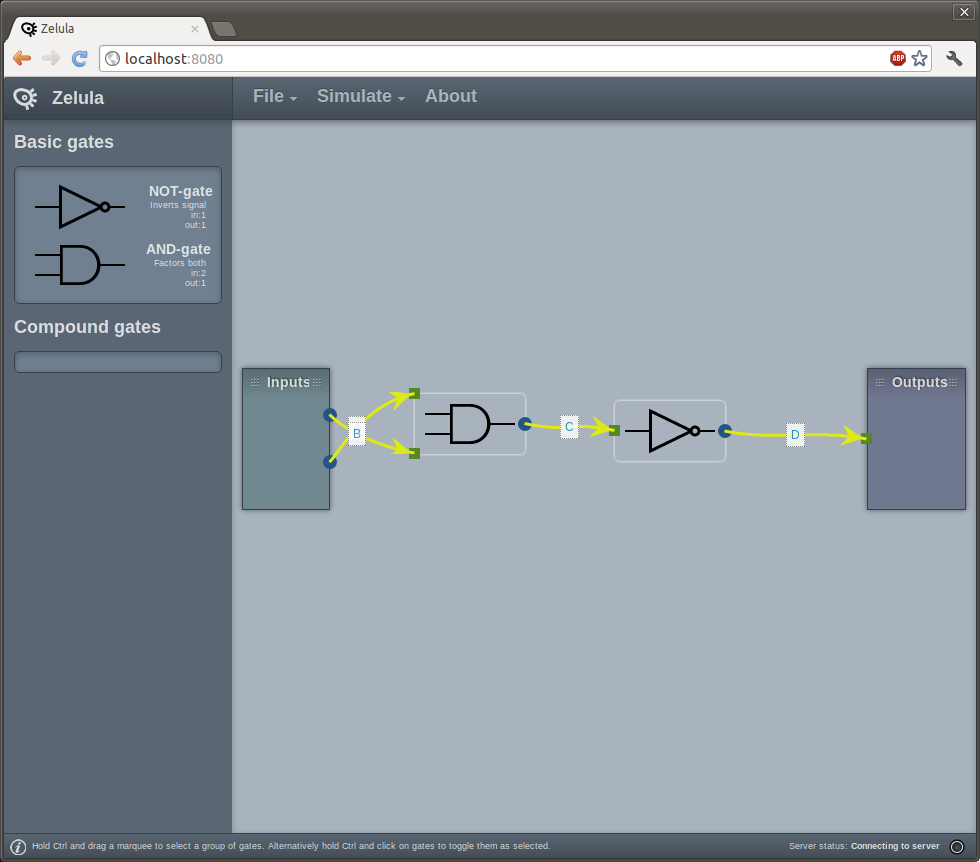 Zelula
localhost:8080
ABP
Zelula
File
Simulate
About
Basic gates
NOT-gate
Inverts signal
in:1
out:1
AND-gate
Factors both
in:2
out:1
Compound gates
Inputs
Outputs
B
C
D
Hold Ctrl and drag a marquee to select a group of gates. Alternatively hold Ctrl and click on gates to toggle them as selected.
Server status: Connecting to server